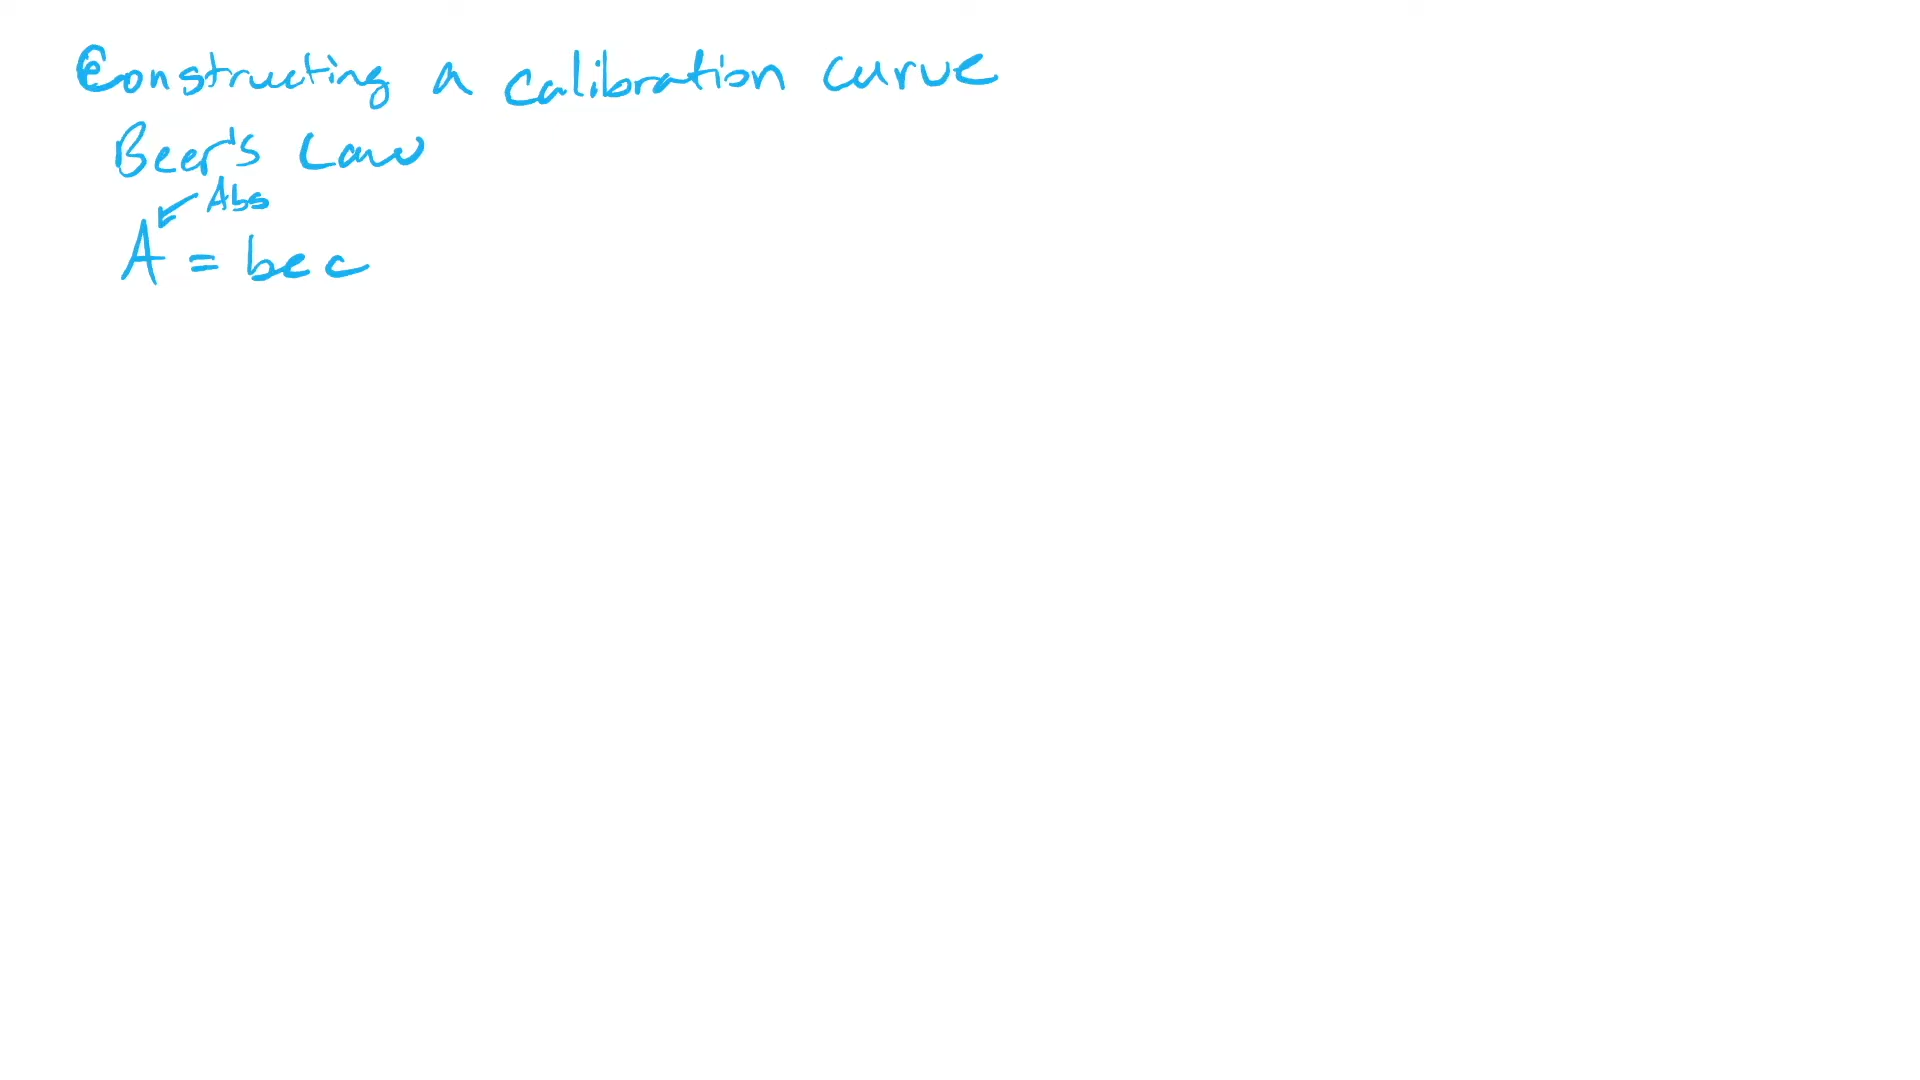 Constructing a calibration curve
Beer's Law
Abs
A = bec